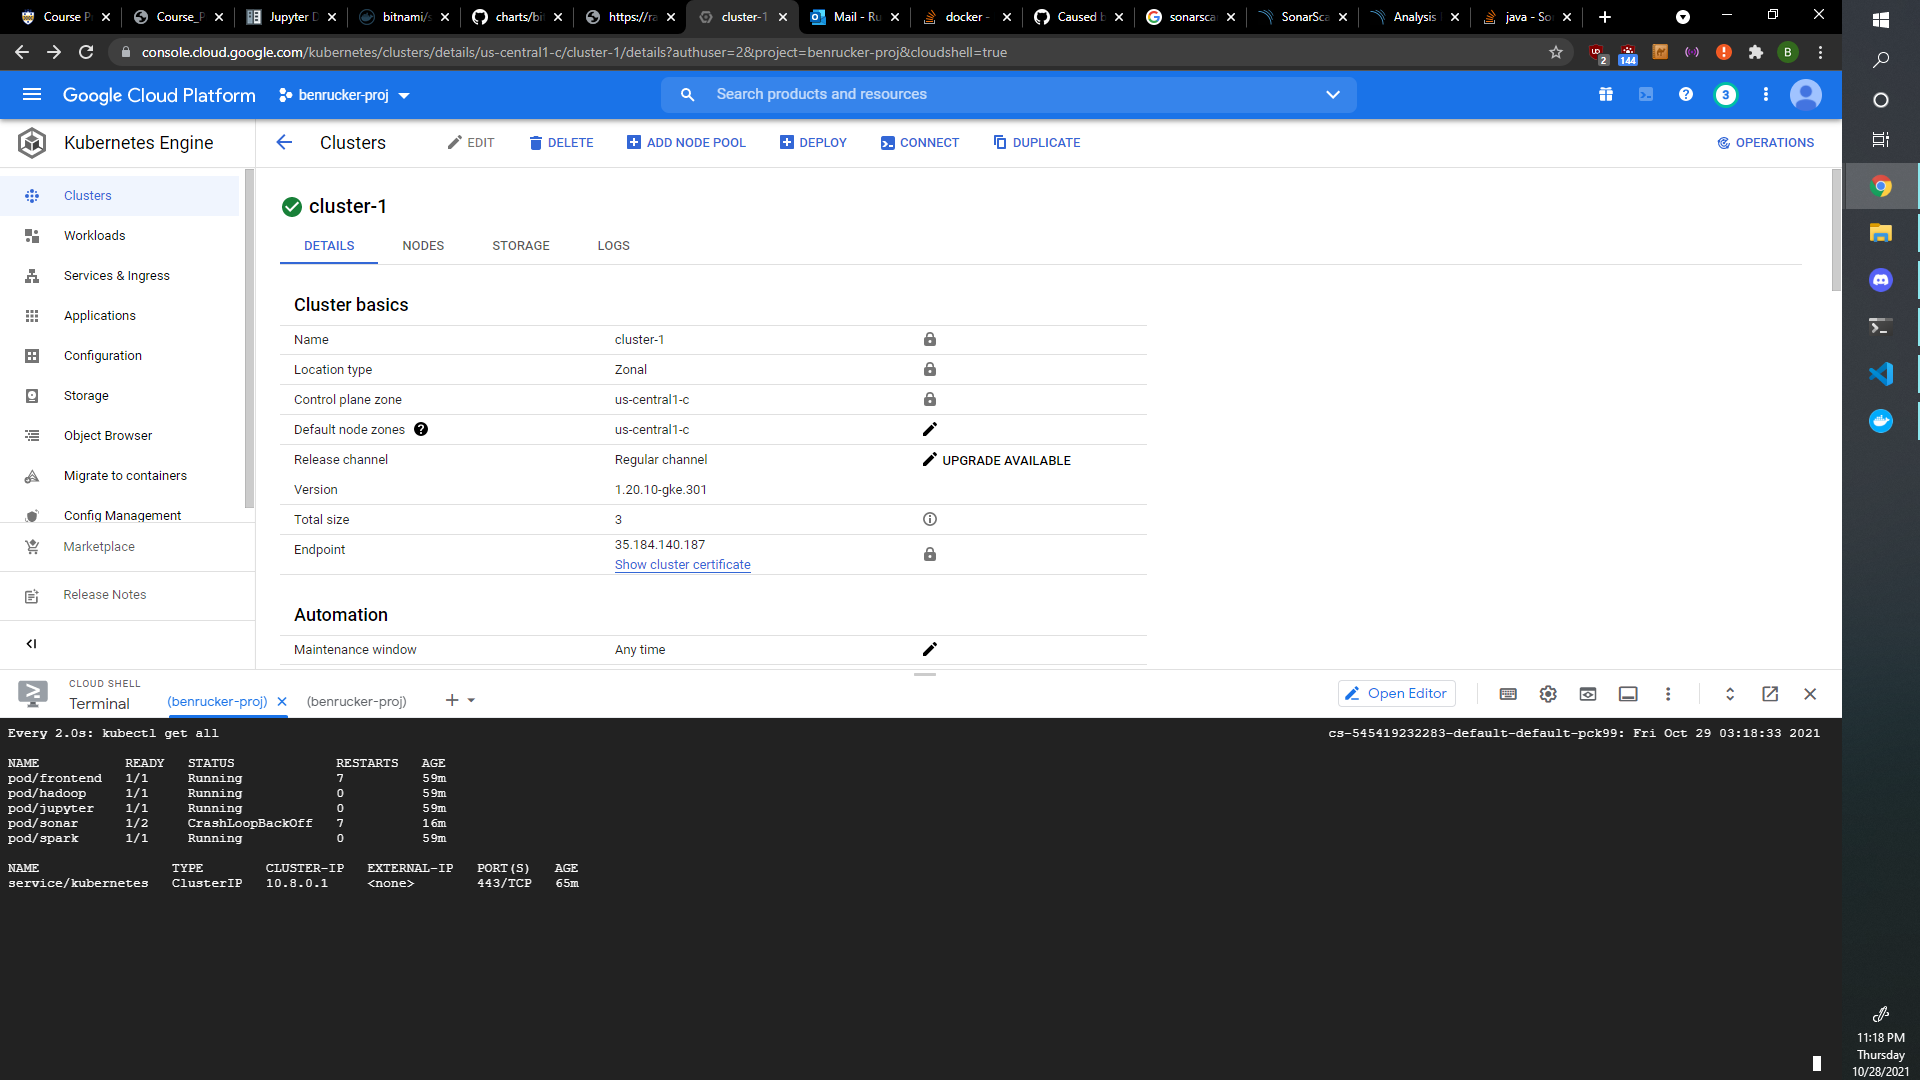 Course P
Course_P
Jupyter D
bitnami/s
charts/bit
https://ra
cluster-1
Mail - Ru
docker -
Caused b
sonarsca
SonarSca
Analysis
java - So
console.cloud.google.com/kubernetes/clusters/details/us-central1-c/cluster-1/details?authuser=2&project=benrucker-proj&cloudshell=true
2
144
B
Google Cloud Platform
benrucker-proj
Search products and resources
3
Kubernetes Engine
Clusters
EDIT
DELETE
ADD NODE POOL
DEPLOY
CONNECT
DUPLICATE
OPERATIONS
Clusters
Workloads
Services & Ingress
Applications
Configuration
Storage
Object Browser
Migrate to containers
Config Management
Marketplace
Release Notes
cluster-1
DETAILS
NODES
STORAGE
LOGS
Cluster basics
Name cluster-1
Location type Zonal
Control plane zone us-central1-c
Default node zones us-central1-c
Release channel Regular channel UPGRADE AVAILABLE
Version 1.20.10-gke.301
Total size 3
Endpoint 35.184.140.187
Show cluster certificate
Automation
Maintenance window Any time
CLOUD SHELL
Terminal
(benrucker-proj)
(benrucker-proj)
Open Editor
Every 2.0s: kubectl get all cs-545419232283-default-default-pck99: Fri Oct 29 03:18:33 2021
NAME READY STATUS RESTARTS AGE
pod/frontend 1/1 Running 7 59m
pod/hadoop 1/1 Running 0 59m
pod/jupyter 1/1 Running 0 59m
pod/sonar 1/2 CrashLoopBackOff 7 16m
pod/spark 1/1 Running 0 59m
NAME TYPE CLUSTER-IP EXTERNAL-IP PORT(S) AGE
service/kubernetes ClusterIP 10.8.0.1 <none> 443/TCP 65m
11:18 PM
Thursday
10/28/2021